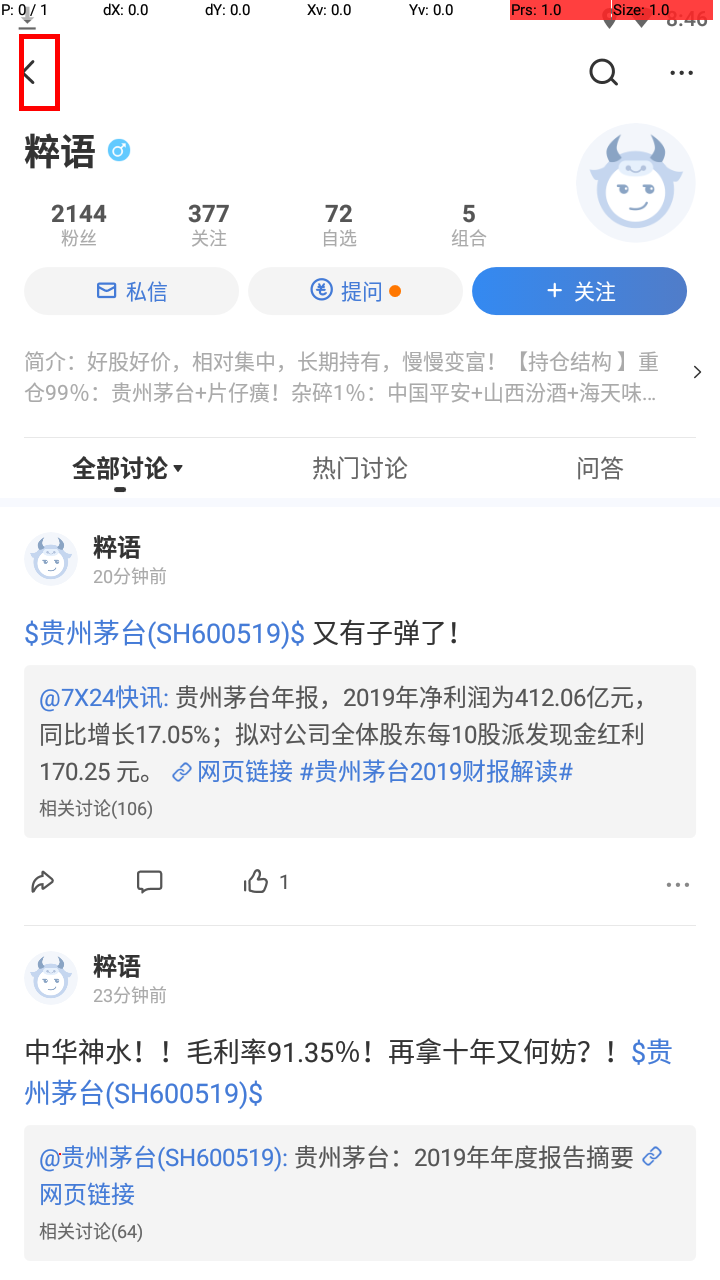 P: 0 / 1 dX: 0.0 dY: 0.0 Xv: 0.0 Yv: 0.0 Prs: 1.0 Size: 1.0 8:46
粹语
2144 377 72 5
粉丝 关注 自选 组合
私信 提问 + 关注
简介：好股好价，相对集中，长期持有，慢慢变富！【持仓结构 】重
仓99%：贵州茅台+片仔癀！杂碎1%：中国平安+山西汾酒+海天味...
全部讨论 热门讨论 问答
粹语
20分钟前
$贵州茅台(SH600519)$ 又有子弹了！
@7X24快讯: 贵州茅台年报，2019年净利润为412.06亿元，
同比增长17.05%；拟对公司全体股东每10股派发现金红利
170.25 元。 网页链接 #贵州茅台2019财报解读#
相关讨论(106)
1
粹语
23分钟前
中华神水！！毛利率91.35%！再拿十年又何妨？！$贵
州茅台(SH600519)$
@贵州茅台(SH600519): 贵州茅台：2019年年度报告摘要
网页链接
相关讨论(64)